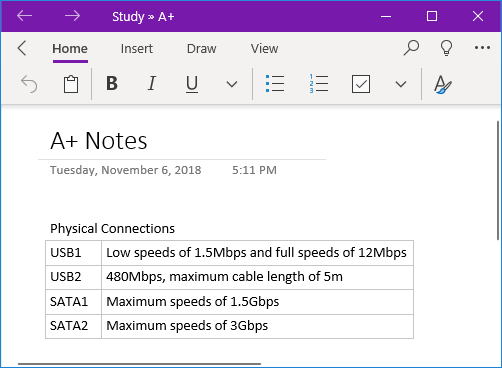 Study » A+
Home Insert Draw View
B I U
A+ Notes
Tuesday, November 6, 2018 5:11 PM
Physical Connections
USB1 Low speeds of 1.5Mbps and full speeds of 12Mbps
USB2 480Mbps, maximum cable length of 5m
SATA1 Maximum speeds of 1.5Gbps
SATA2 Maximum speeds of 3Gbps